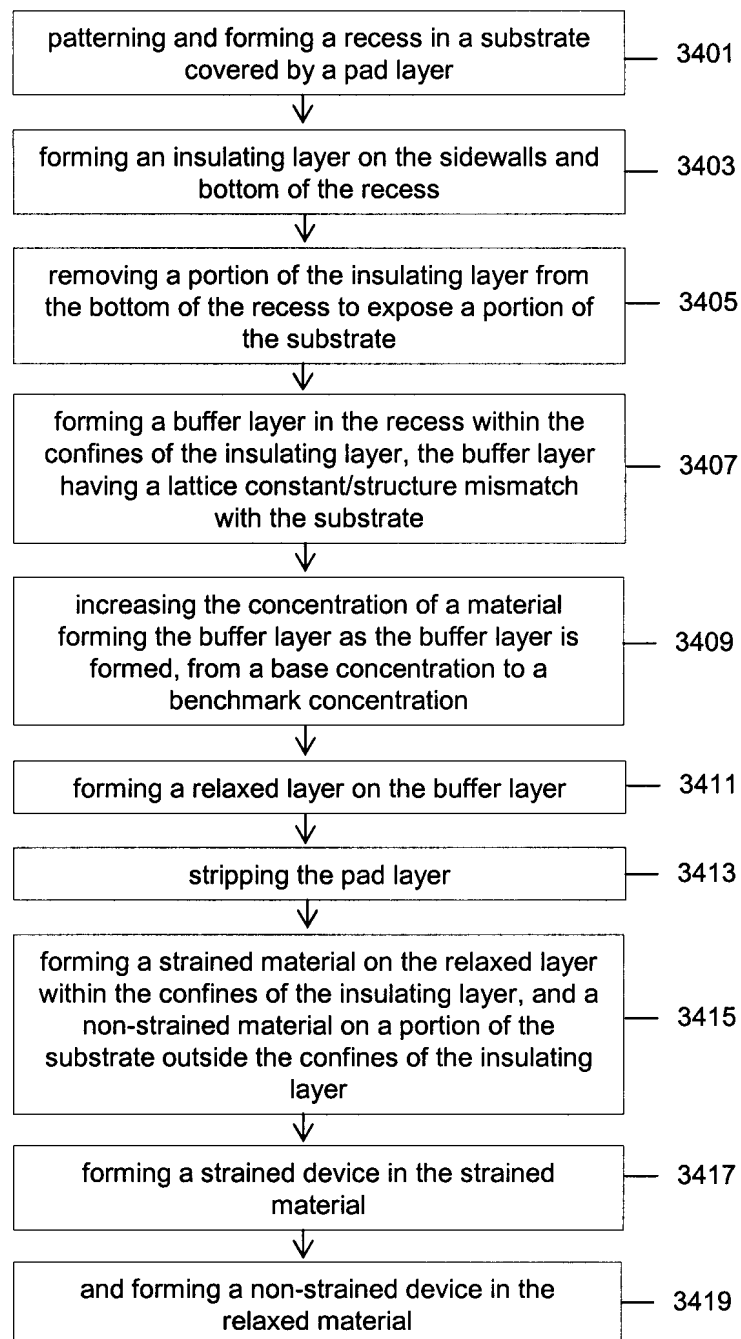 patterning and forming a recess in a substrate
covered by a pad layer
3401
forming an insulating layer on the sidewalls and
bottom of the recess
3403
removing a portion of the insulating layer from
the bottom of the recess to expose a portion of
the substrate
3405
forming a buffer layer in the recess within the
confines of the insulating layer, the buffer layer
having a lattice constant/structure mismatch
with the substrate
3407
increasing the concentration of a material
forming the buffer layer as the buffer layer is
formed, from a base concentration to a
benchmark concentration
3409
forming a relaxed layer on the buffer layer
3411
stripping the pad layer
3413
forming a strained material on the relaxed layer
within the confines of the insulating layer, and a
non-strained material on a portion of the
substrate outside the confines of the insulating
layer
3415
forming a strained device in the strained
material
3417
and forming a non-strained device in the
relaxed material
3419